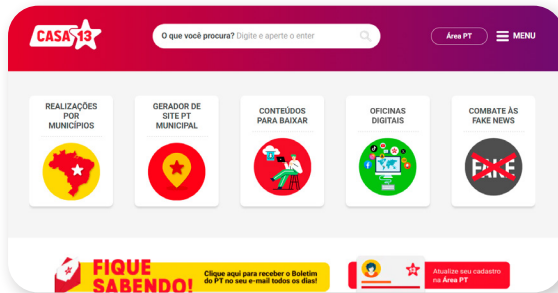 CASA 13
O que você procura? Digite e aperte o enter
Área PT
MENU
REALIZAÇÕES
POR
MUNICÍPIOS
GERADOR DE
SITE PT
MUNICIPAL
CONTEÚDOS
PARA BAIXAR
OFICINAS
DIGITAIS
COMBATE ÀS
FAKE NEWS
FAKE
FIQUE
SABENDO!
Clique aqui para receber o Boletim
do PT no seu e-mail todos os dias!
Atualize seu cadastro
na Área PT